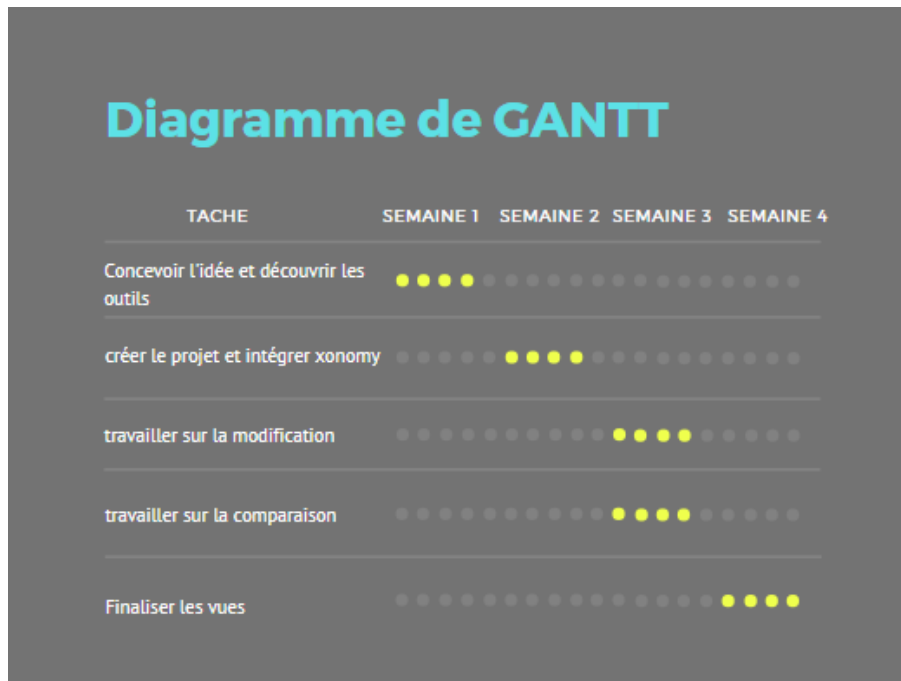 Diagramme de GANTT
TACHE SEMAINE 1 SEMAINE 2 SEMAINE 3 SEMAINE 4
Concevoir l'idée et découvrir les
outils
créer le projet et intégrer xonomy
travailler sur la modification
travailler sur la comparaison
Finaliser les vues